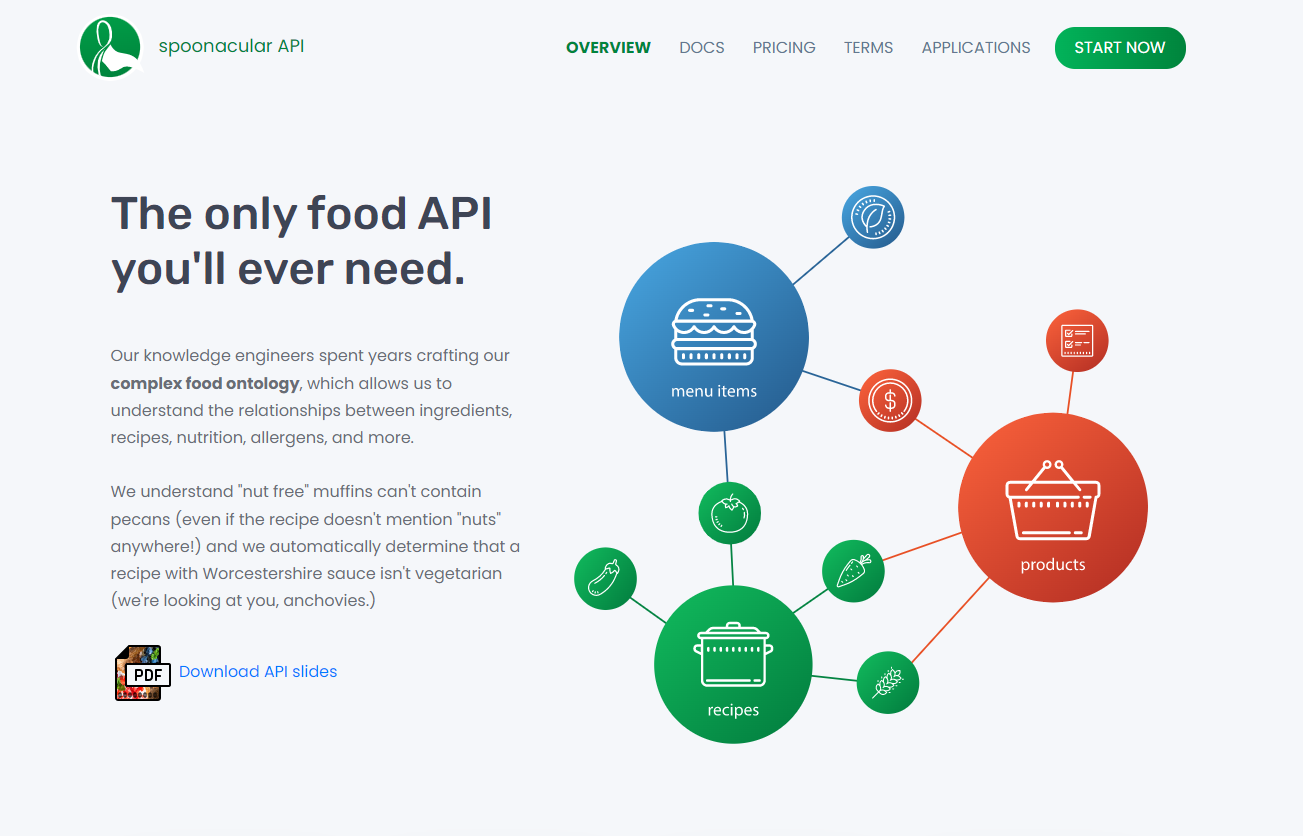 spoonacular API
OVERVIEW DOCS PRICING TERMS APPLICATIONS START NOW
The only food API
you'll ever need.
Our knowledge engineers spent years crafting our
complex food ontology, which allows us to
understand the relationships between ingredients,
recipes, nutrition, allergens, and more.
We understand "nut free" muffins can't contain
pecans (even if the recipe doesn't mention "nuts"
anywhere!) and we automatically determine that a
recipe with Worcestershire sauce isn't vegetarian
(we're looking at you, anchovies.)
PDF Download API slides
menu items
$
products
recipes